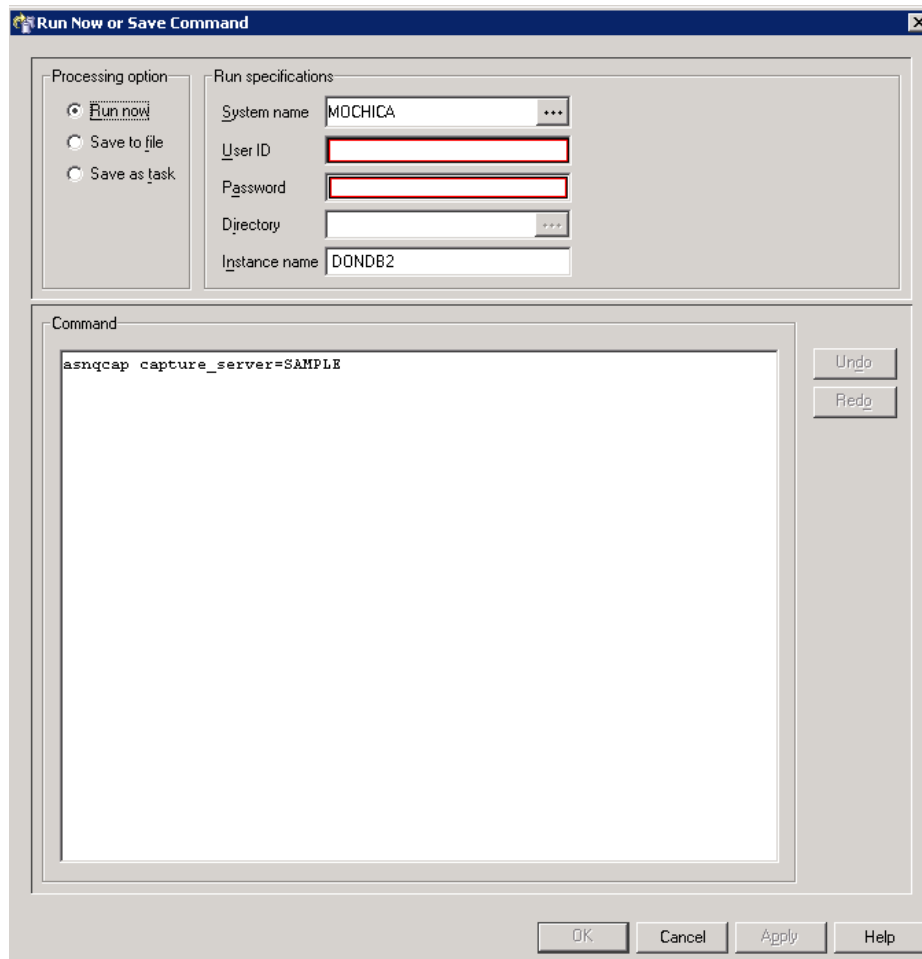 Run Now or Save Command
Processing option
Run now
Save to file
Save as task
Run specifications
System name MOCHICA ...
User ID
Password
Directory ...
Instance name DONDB2
Command
asnqcap capture_server=SAMPLE
Undo
Redo
OK Cancel Apply Help